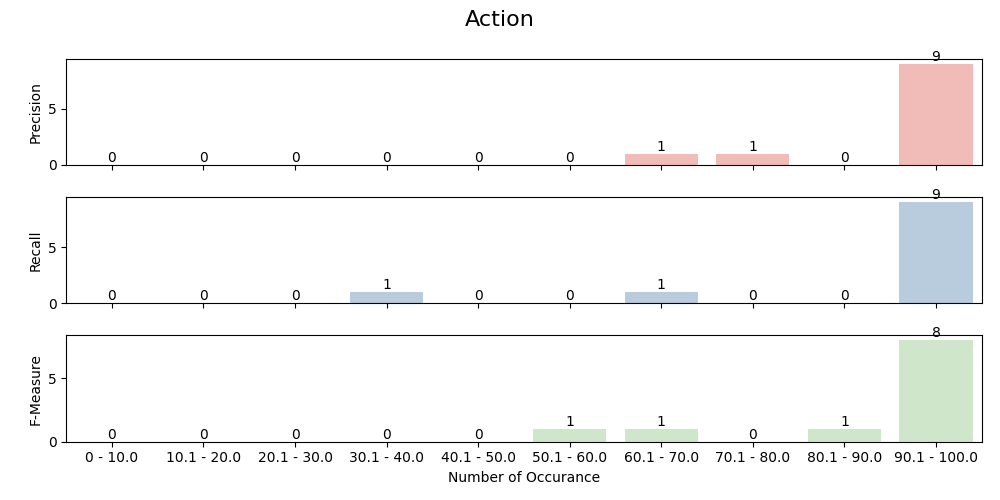 Action
Precision
5
0
0 0 0 0 0 0 1 1 0 9
Recall
5
0
0 0 0 1 0 0 1 0 0 9
F-Measure
5
0
0 0 0 0 0 1 1 0 1 8
0 - 10.0 10.1 - 20.0 20.1 - 30.0 30.1 - 40.0 40.1 - 50.0 50.1 - 60.0 60.1 - 70.0 70.1 - 80.0 80.1 - 90.0 90.1 - 100.0
Number of Occurance